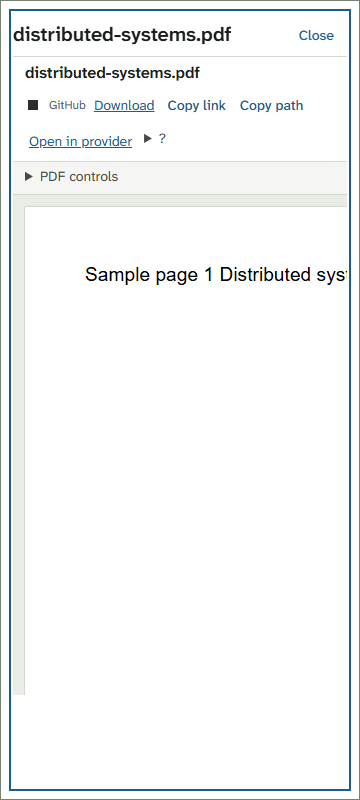 distributed-systems.pdf Close
distributed-systems.pdf
GitHub Download Copy link Copy path
Open in provider ?
PDF controls
Sample page 1 Distributed